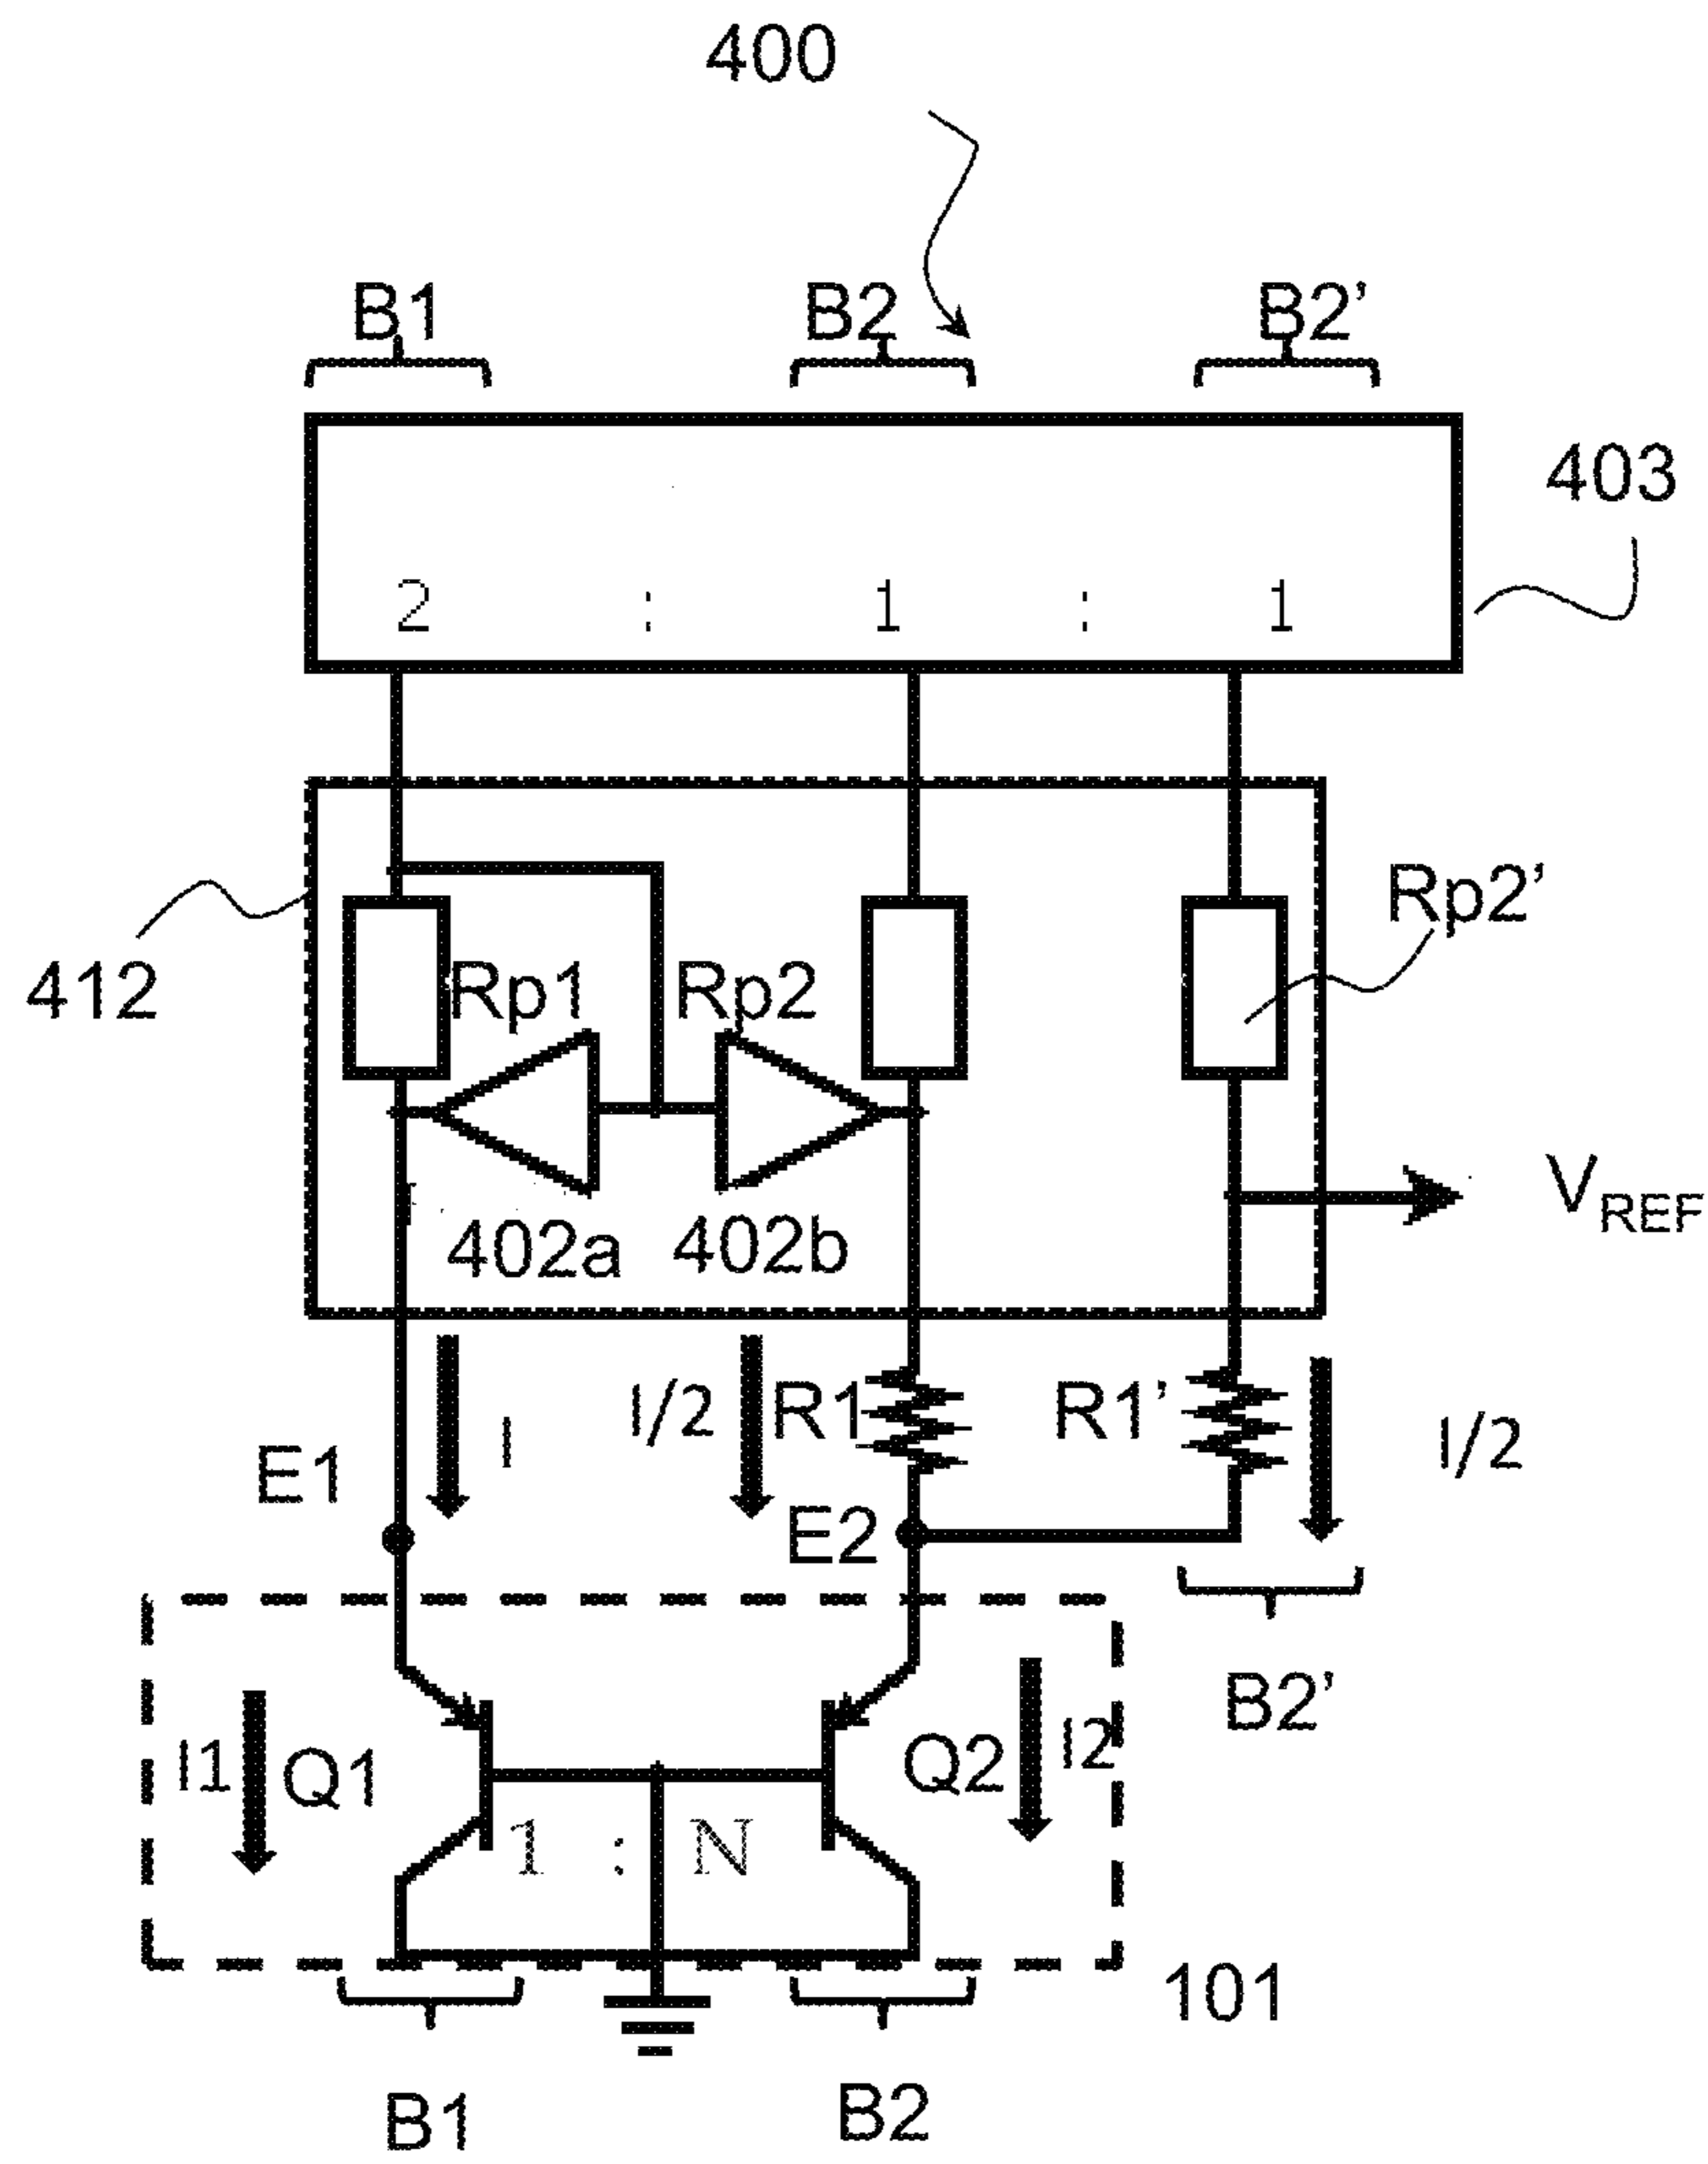 400
B1 B2 B2’
403
2 : 1 : 1
Rp2’
412 Rp1 Rp2
402a 402b VREF
I I/2 R1 R1’ I/2
E1 E2
I1 Q1 Q2 I2 B2’
1 : N
101
B1 B2